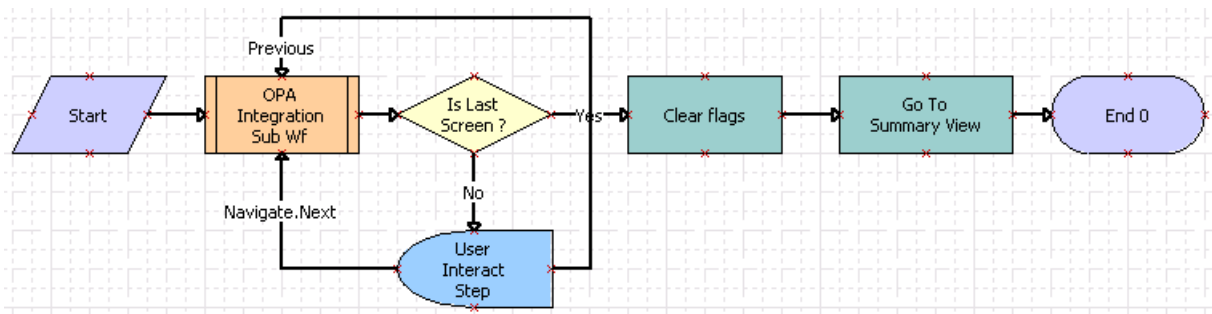 Previous
Start
OPA
Integration
Sub Wf
Is Last
Screen ?
Yes
Clear flags
Go To
Summary View
End 0
No
Navigate.Next
User
Interact
Step